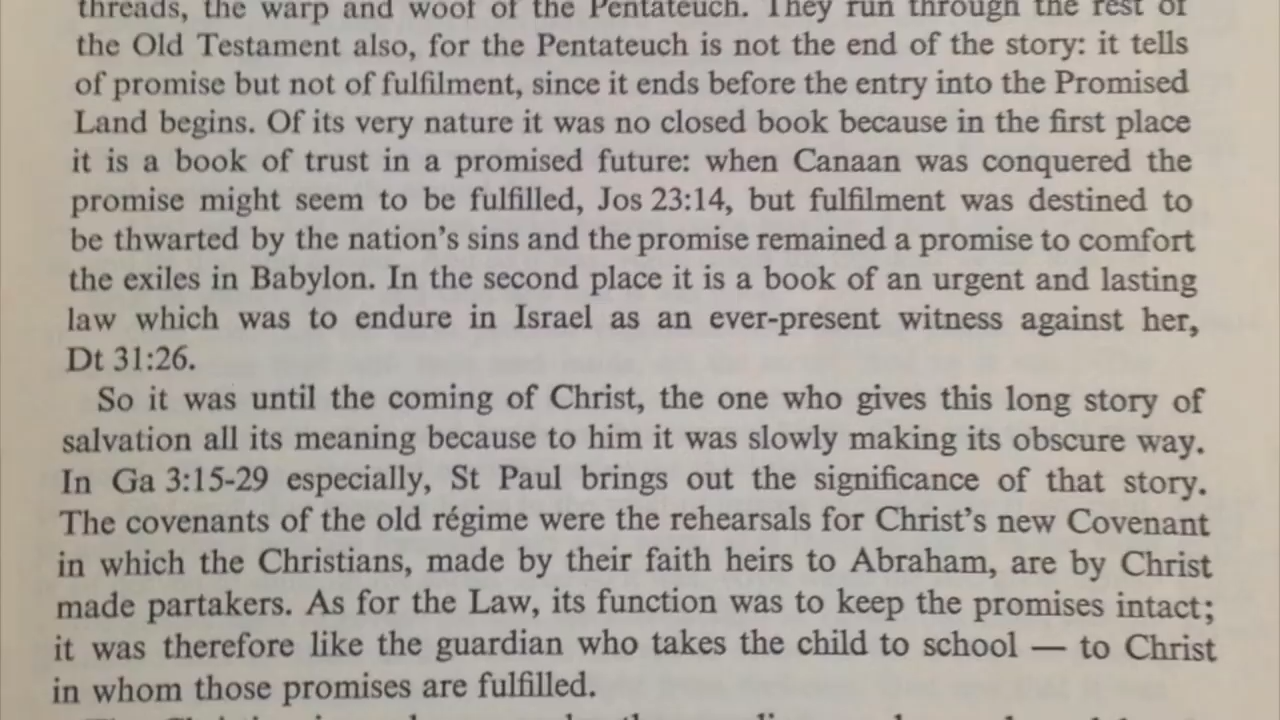 threads, the warp and woof of the Pentateuch. They run through the rest of
the Old Testament also, for the Pentateuch is not the end of the story: it tells
of promise but not of fulfilment, since it ends before the entry into the Promised
Land begins. Of its very nature it was no closed book because in the first place
it is a book of trust in a promised future: when Canaan was conquered the
promise might seem to be fulfilled, Jos 23:14, but fulfilment was destined to
be thwarted by the nation's sins and the promise remained a promise to comfort
the exiles in Babylon. In the second place it is a book of an urgent and lasting
law which was to endure in Israel as an ever-present witness against her,
Dt 31:26.
So it was until the coming of Christ, the one who gives this long story of
salvation all its meaning because to him it was slowly making its obscure way.
In Ga 3:15-29 especially, St Paul brings out the significance of that story.
The covenants of the old régime were the rehearsals for Christ's new Covenant
in which the Christians, made by their faith heirs to Abraham, are by Christ
made partakers. As for the Law, its function was to keep the promises intact;
it was therefore like the guardian who takes the child to school — to Christ
in whom those promises are fulfilled.